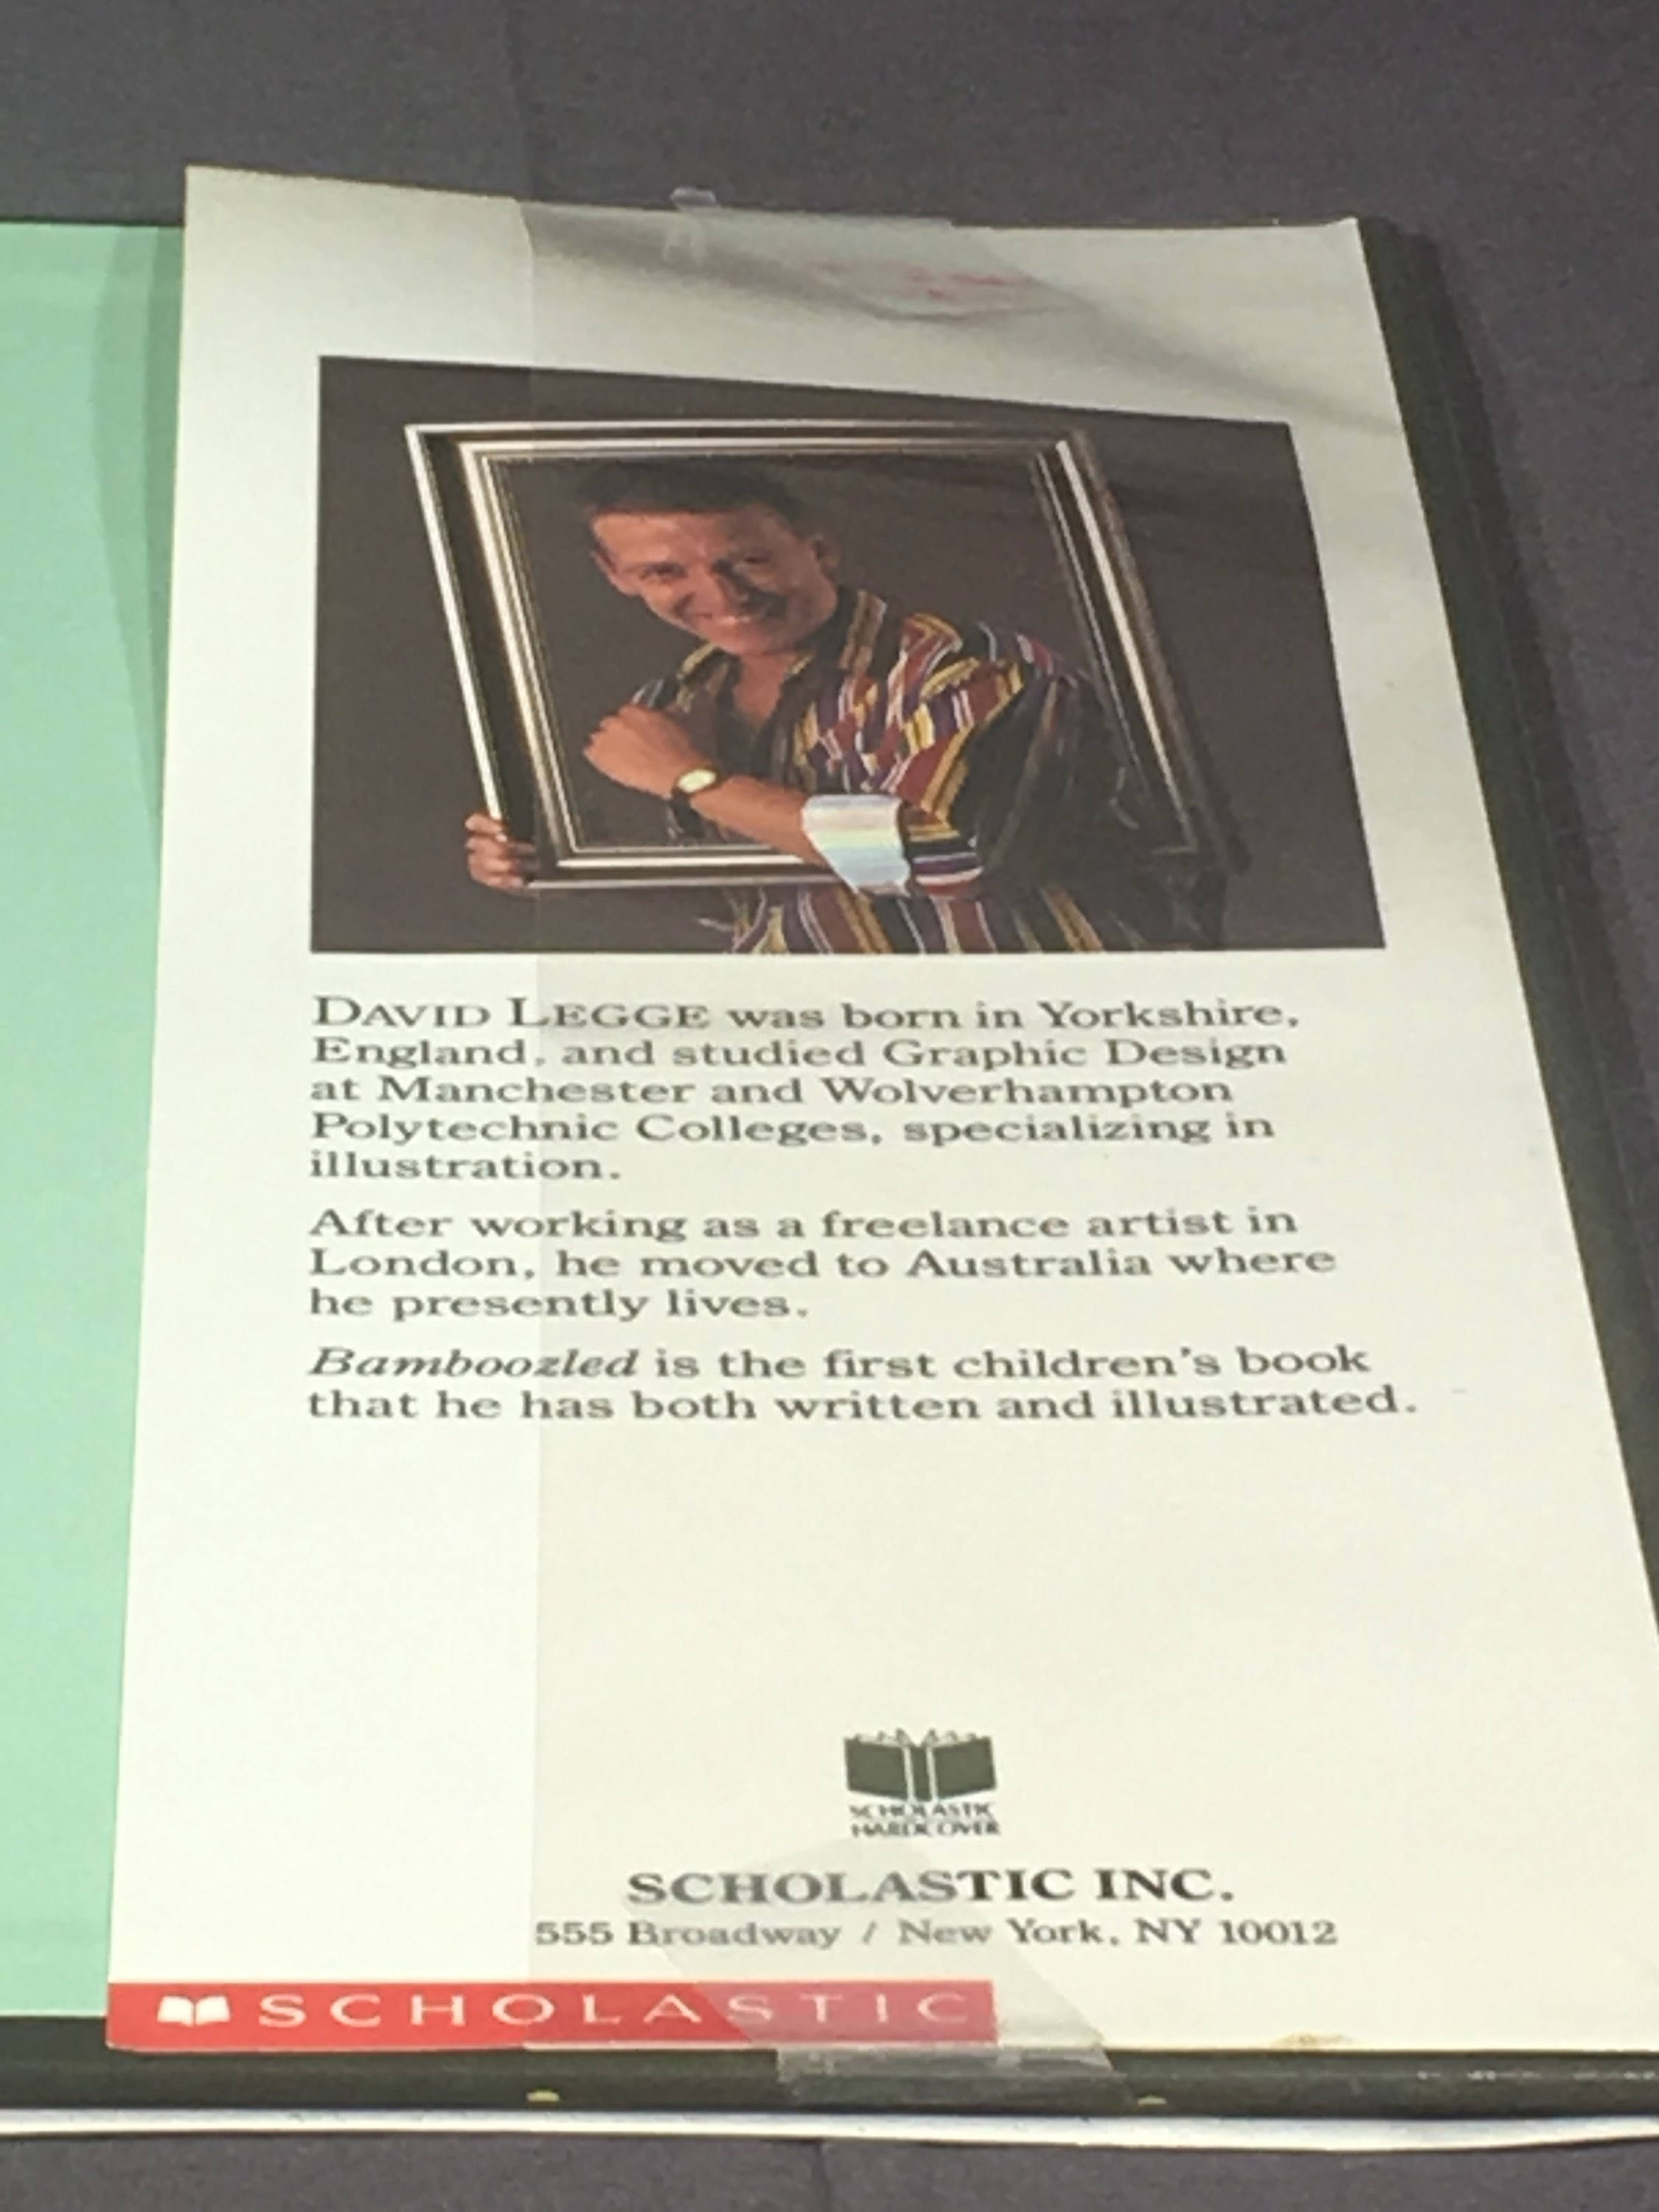 DAVID LEGGE was born in Yorkshire,
England, and studied Graphic Design
at Manchester and Wolverhampton
Polytechnic Colleges, specializing in
illustration.
After working as a freelance artist in
London, he moved to Australia where
he presently lives.
Bamboozled is the first children's book
that he has both written and illustrated.
SCHOLASTIC
HARDCOVER
SCHOLASTIC INC.
555 Broadway / New York, NY 10012
SCHOLASTIC